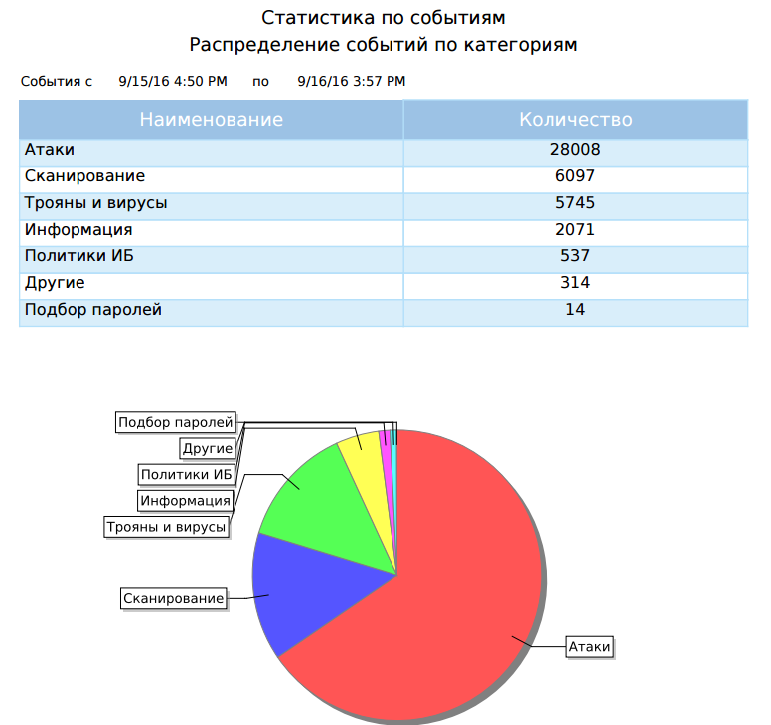 Статистика по событиям
Распределение событий по категориям
События с 9/15/16 4:50 PM по 9/16/16 3:57 PM
Наименование Количество
Атаки 28008
Сканирование 6097
Трояны и вирусы 5745
Информация 2071
Политики ИБ 537
Другие 314
Подбор паролей 14
Подбор паролей
Другие
Политики ИБ
Информация
Трояны и вирусы
Сканирование
Атаки